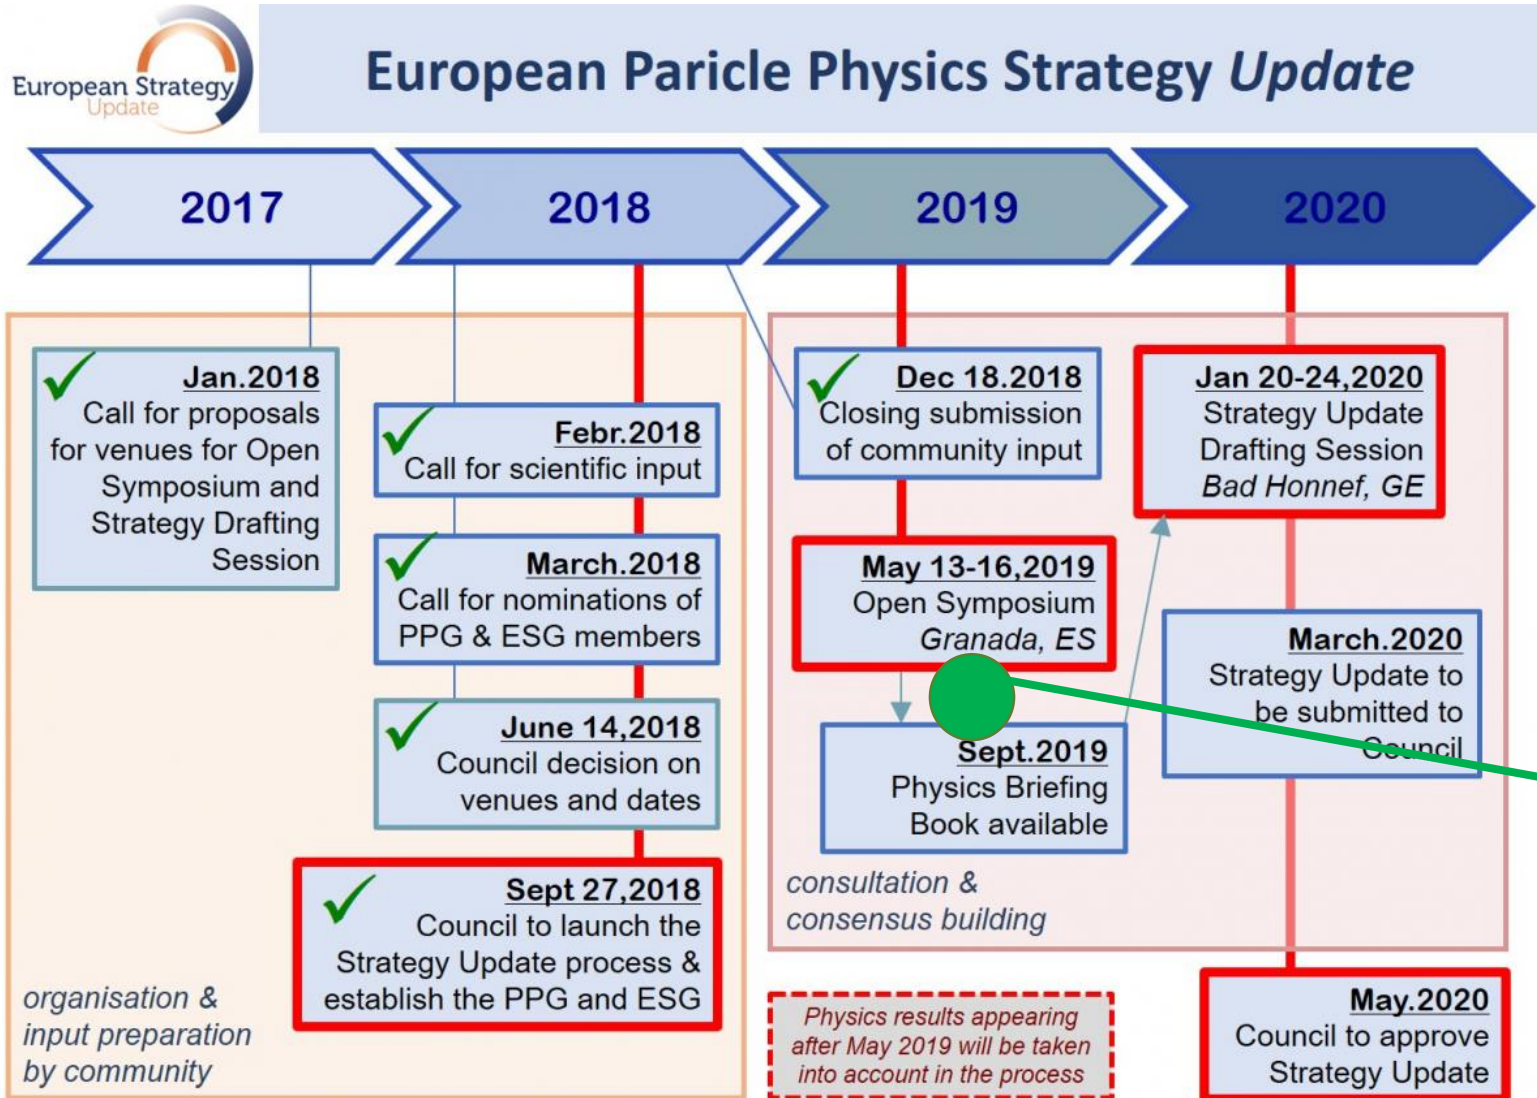 European Strategy
Update
European Paricle Physics Strategy Update
2017
2018
2019
2020
Jan.2018
Call for proposals
for venues for Open
Symposium and
Strategy Drafting
Session
Febr.2018
Call for scientific input
March.2018
Call for nominations of
PPG & ESG members
June 14,2018
Council decision on
venues and dates
Sept 27,2018
Council to launch the
Strategy Update process &
establish the PPG and ESG
organisation &
input preparation
by community
Dec 18.2018
Closing submission
of community input
May 13-16,2019
Open Symposium
Granada, ES
Sept.2019
Physics Briefing
Book available
consultation &
consensus building
Physics results appearing
after May 2019 will be taken
into account in the process
Jan 20-24,2020
Strategy Update
Drafting Session
Bad Honnef, GE
March.2020
Strategy Update to
be submitted to
Council
May.2020
Council to approve
Strategy Update